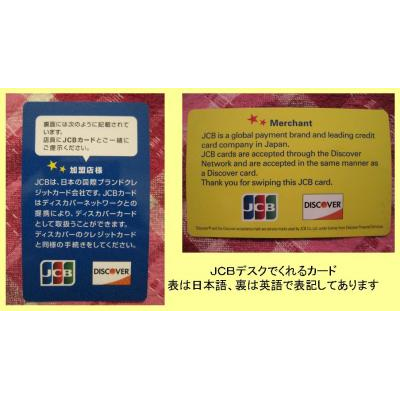 裏面には次のように記載されて
います。
店員にJCBカードとご一緒に
ご提示ください。
加盟店様
JCBは、日本の国際ブランドクレ
ジットカード会社です。JCBカード
はディスカバーネットワークとの
提携により、ディスカバーカード
として取扱うことができます。
ディスカバーのクレジットカード
と同様の手続きをしてください。
JCB
DISCOVER
Merchant
JCB is a global payment brand and leading credit
card company in Japan.
JCB cards are accepted through the Discover
Network and are accepted in the same manner as
a Discover card.
Thank you for swiping this JCB card.
JCB
DISCOVER
JCBデスクでくれるカード
表は日本語、裏は英語で表記してあります